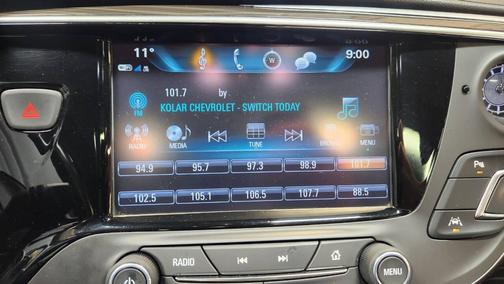 11° W 9:00
101.7 by
KOLAR CHEVROLET - SWITCH TODAY
FM
RADIO MEDIA TUNE BROWSE MENU
94.9 95.7 97.3 98.9 101.7
102.5 105.1 106.5 107.7 88.5
RADIO MENU